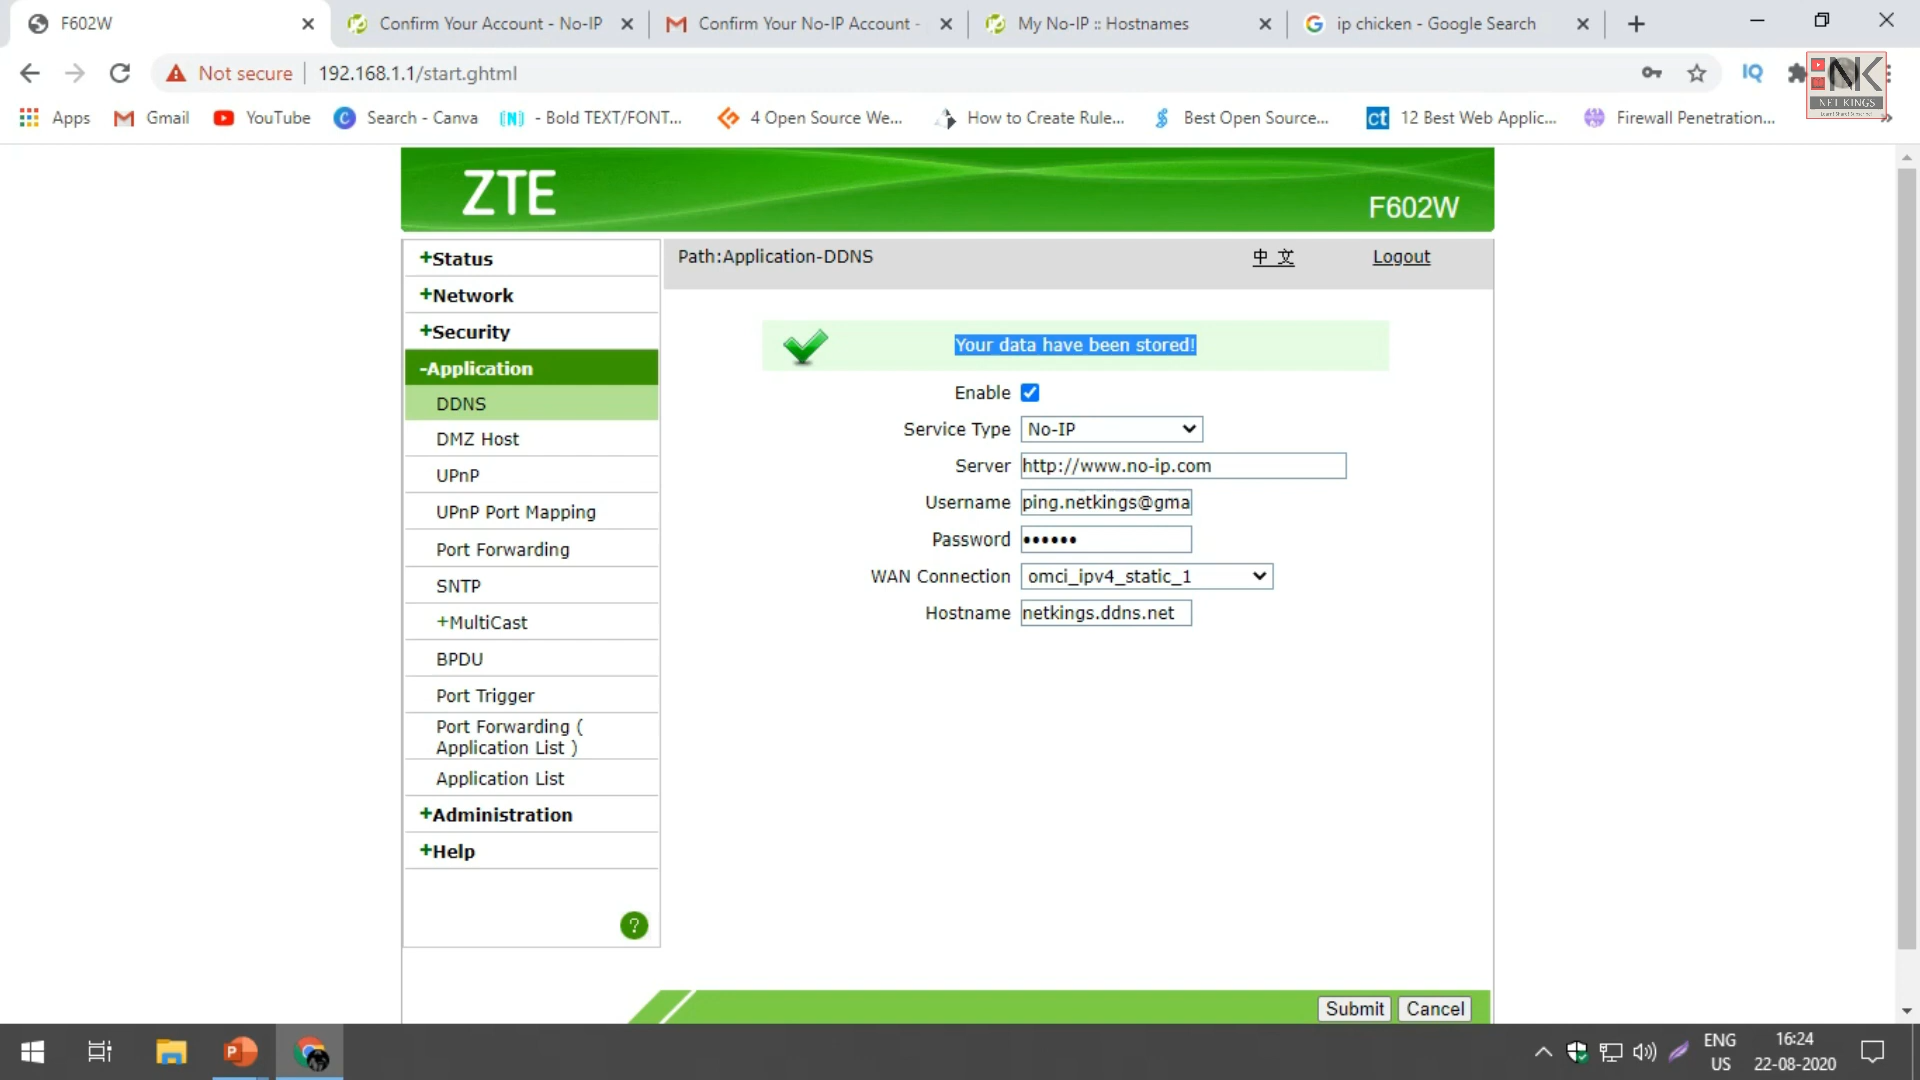 F602W
Confirm Your Account - No-IP
Confirm Your No-IP Account -
My No-IP :: Hostnames
ip chicken - Google Search
Not secure
192.168.1.1/start.ghtml
IQ
NK
NET KINGS
Apps
Gmail
YouTube
Search - Canva
- Bold TEXT/FONT...
4 Open Source We...
How to Create Rule...
ct
12 Best Web Applic...
Best Open Source...
Firewall Penetration...
ZTE
F602W
Path:Application-DDNS
中 文
Logout
+Status
+Network
+Security
-Application
DDNS
DMZ Host
UPnP
UPnP Port Mapping
Port Forwarding
SNTP
+MultiCast
BPDU
Port Trigger
Port Forwarding (
Application List )
Application List
+Administration
+Help
?
Your data have been stored!
Enable
Service Type No-IP
Server http://www.no-ip.com
Username ping.netkings@gma
Password ••••••
WAN Connection omci_ipv4_static_1
Hostname netkings.ddns.net
Submit
Cancel
ENG
US
16:24
22-08-2020